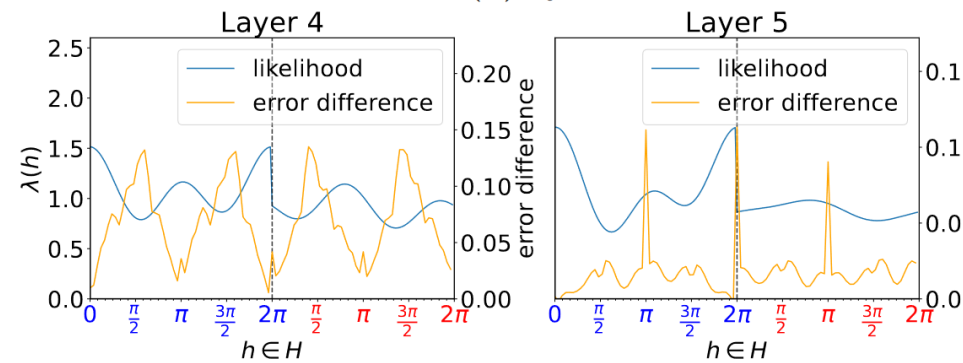 Layer 4
Layer 5
likelihood
error difference
likelihood
error difference
2.5
2.0
1.5
1.0
0.5
0.0
λ(h)
0.20
0.15
0.10
0.05
0.00
error difference
0.1
0.1
0.0
0.0
0 π/2 π 3π/2 2π π/2 π 3π/2 2π
0 π/2 π 3π/2 2π π/2 π 3π/2 2π
h ∈ H
h ∈ H